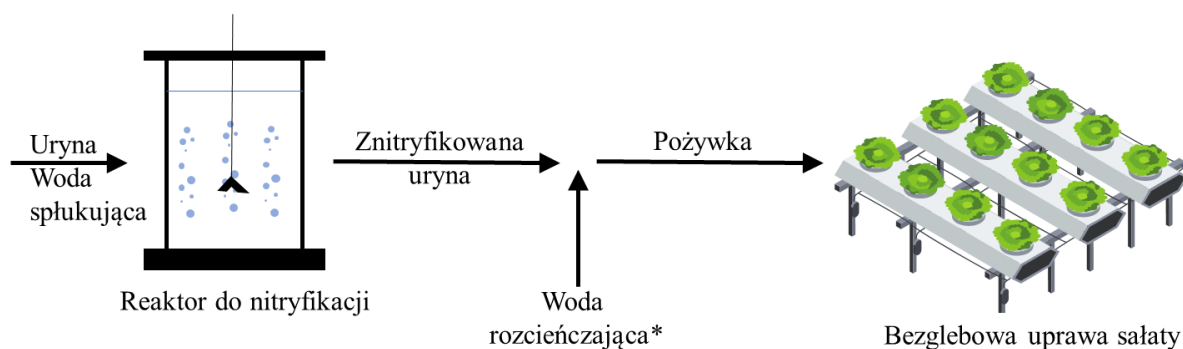 Uryna
Woda
spłukująca
Reaktor do nitryfikacji
Znitryfikowana
uryna
Woda
rozcieńczająca*
Pożywka
Bezglebowa uprawa sałaty